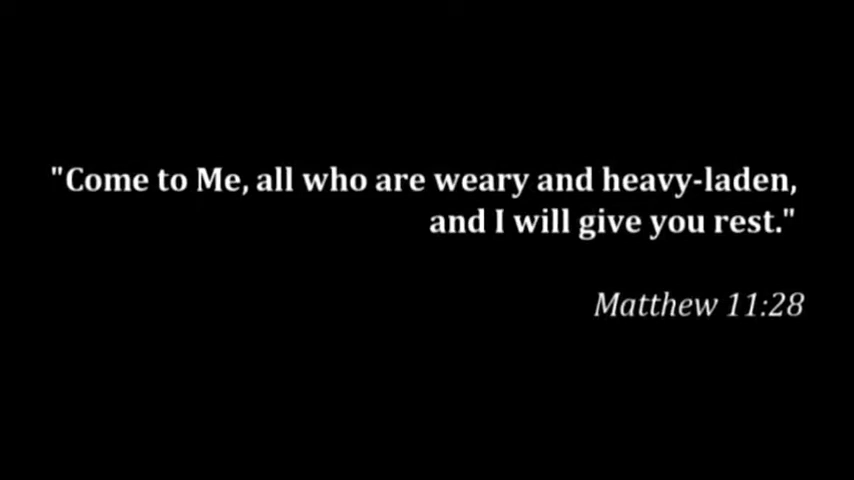 "Come to Me, all who are weary and heavy-laden,
and I will give you rest."
Matthew 11:28